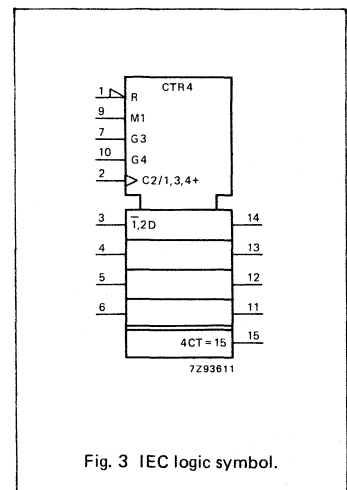 CTR4
1 R
9 M1
7 G3
10 G4
2 C2/1,3,4+
3 1̅,2D 14
4 13
5 12
6 11
4CT = 15 15
7Z93611
Fig. 3 IEC logic symbol.